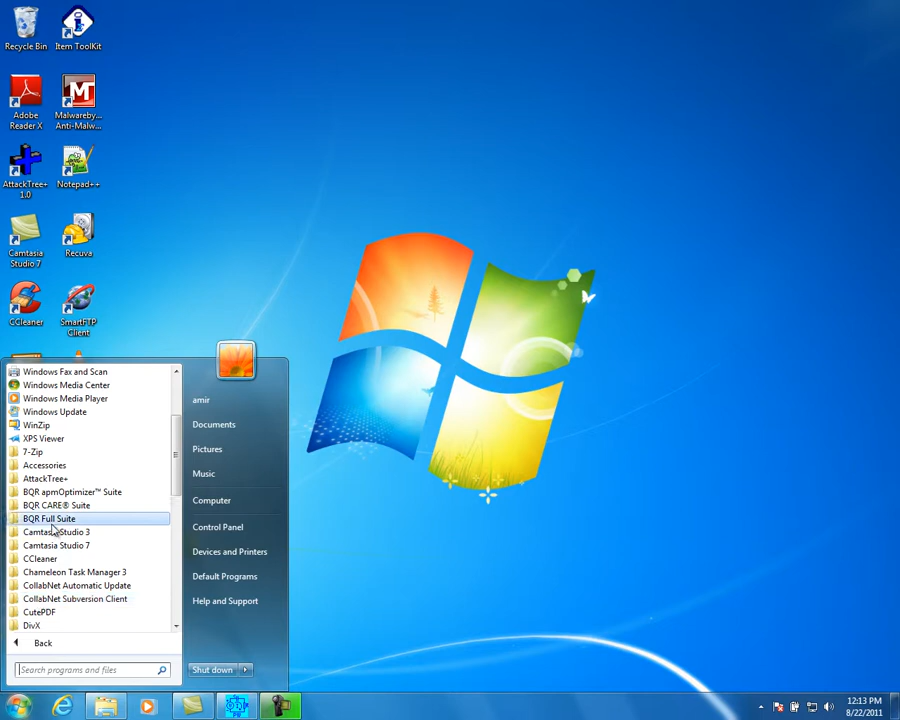 Recycle Bin
Item ToolKit
Adobe
Reader X
Malwareby...
Anti-Malw...
AttackTree+
1.0
Notepad++
Camtasia
Studio 7
Recuva
CCleaner
SmartFTP
Client
Windows Fax and Scan
Windows Media Center
Windows Media Player
Windows Update
WinZip
XPS Viewer
7-Zip
Accessories
AttackTree+
BQR apmOptimizer™ Suite
BQR CARE® Suite
BQR Full Suite
Camtasia Studio 3
Camtasia Studio 7
CCleaner
Chameleon Task Manager 3
CollabNet Automatic Update
CollabNet Subversion Client
CutePDF
DivX
Back
Search programs and files
amir
Documents
Pictures
Music
Computer
Control Panel
Devices and Printers
Default Programs
Help and Support
Shut down
12:13 PM
8/22/2011